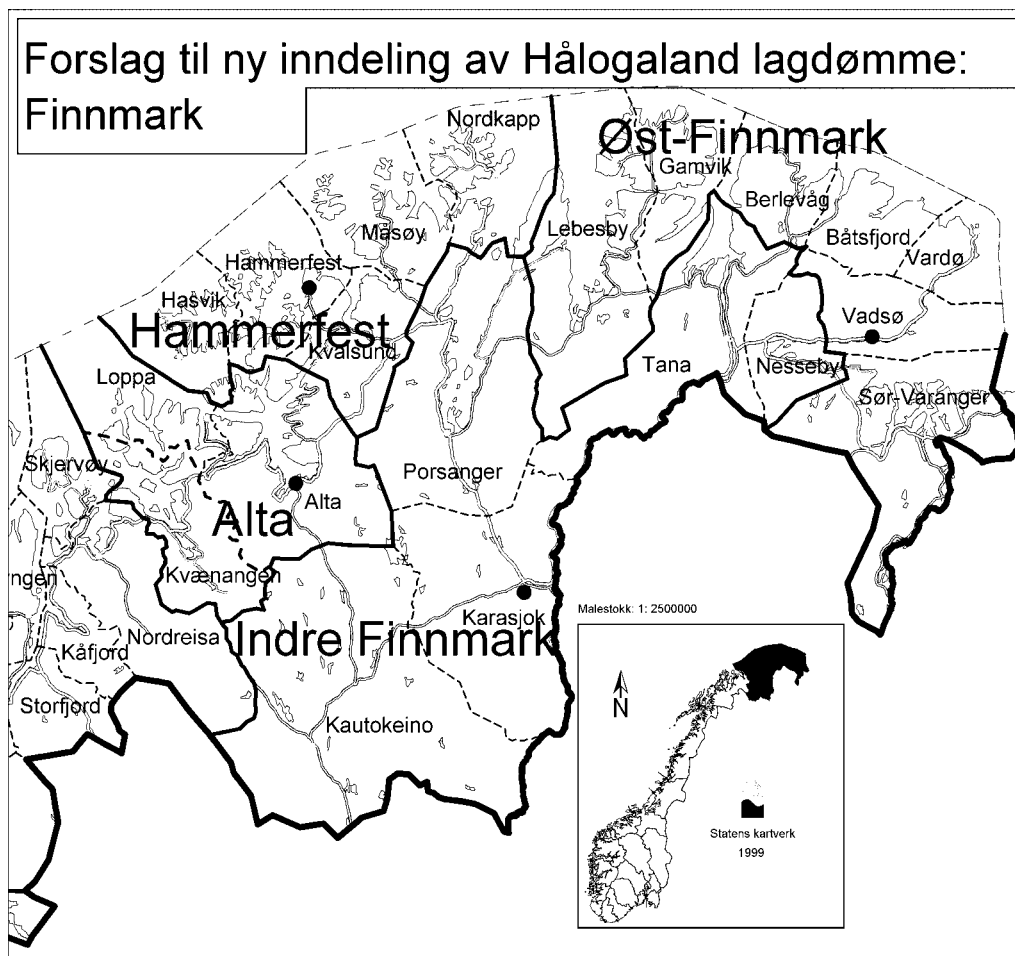 Forslag til ny inndeling av Hålogaland lagdømme:
Finnmark
Nordkapp
Øst-Finnmark
Gamvik
Berlevåg
Måsøy
Lebesby
Båtsfjord
Vardø
Hammerfest
Hasvik
Hammerfest
Kvalsund
Vadsø
Loppa
Tana
Nesseby
Sør-Varanger
Skjervøy
Porsanger
Alta
Alta
Kvænangen
Karasjok
Malestokk: 1: 2500000
Nordreisa
Indre Finnmark
Kåfjord
Storfjord
Kautokeino
N
Statens kartverk
1999